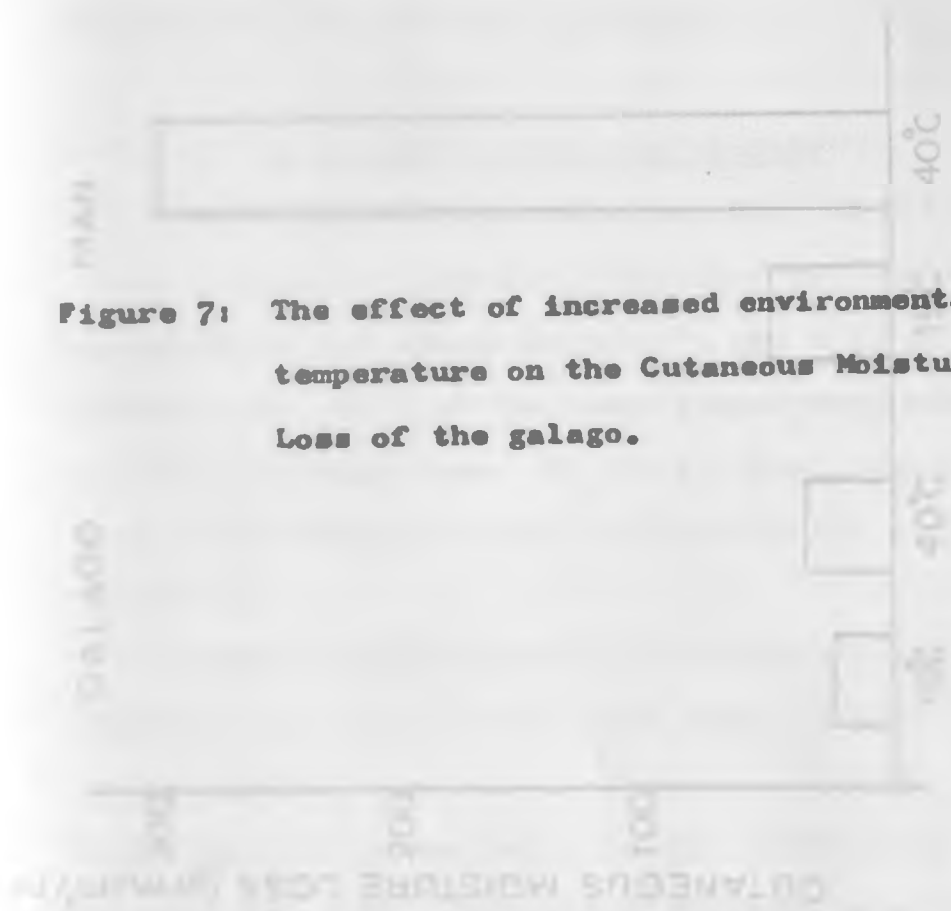 Figure 7: The effect of increased environment
temperature on the Cutaneous Moistu
Loss of the galago.
MAN
40°C
40°C
GALAGO
300
200
100
CUTANEOUS MOISTURE LOSS